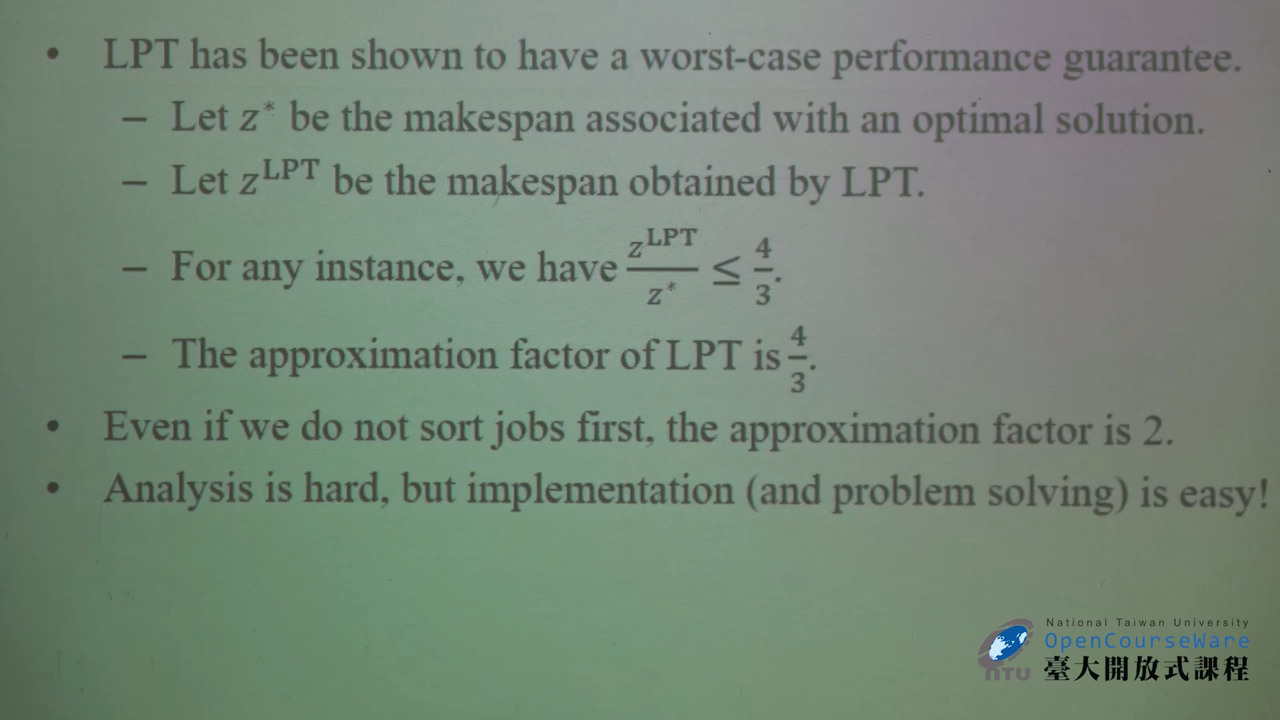 • LPT has been shown to have a worst-case performance guarantee.
– Let z* be the makespan associated with an optimal solution.
– Let z^LPT be the makespan obtained by LPT.
– For any instance, we have z^LPT/z* ≤ 4/3.
– The approximation factor of LPT is 4/3.
• Even if we do not sort jobs first, the approximation factor is 2.
• Analysis is hard, but implementation (and problem solving) is easy!
National Taiwan University
OpenCourseWare
NTU 臺大開放式課程